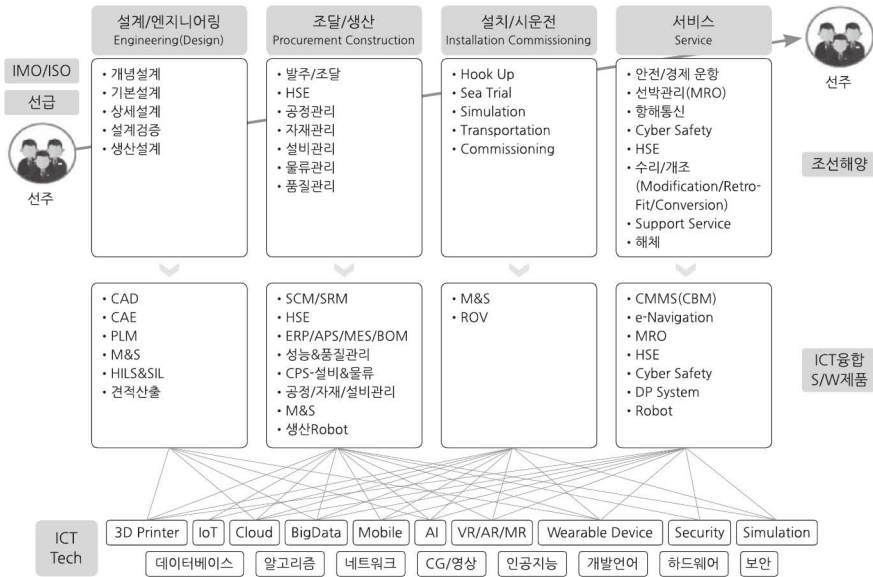 설계/엔지니어링
Engineering(Design)
조달/생산
Procurement Construction
설치/시운전
Installation Commissioning
서비스
Service
선주
IMO/ISO
선급
선주
• 개념설계
• 기본설계
• 상세설계
• 설계검증
• 생산설계
• 발주/조달
• HSE
• 공정관리
• 자재관리
• 설비관리
• 물류관리
• 품질관리
• Hook Up
• Sea Trial
• Simulation
• Transportation
• Commissioning
• 안전/경제 운항
• 선박관리(MRO)
• 항해통신
• Cyber Safety
• HSE
• 수리/개조
(Modification/Retro-
Fit/Conversion)
• Support Service
• 해체
조선해양
• CAD
• CAE
• PLM
• M&S
• HILS&SIL
• 견적산출
• SCM/SRM
• HSE
• ERP/APS/MES/BOM
• 성능&품질관리
• CPS-설비&물류
• 공정/자재/설비관리
• M&S
• 생산Robot
• M&S
• ROV
• CMMS(CBM)
• e-Navigation
• MRO
• HSE
• Cyber Safety
• DP System
• Robot
ICT융합
S/W제품
ICT
Tech
3D Printer IoT Cloud BigData Mobile AI VR/AR/MR Wearable Device Security Simulation
데이터베이스 알고리즘 네트워크 CG/영상 인공지능 개발언어 하드웨어 보안